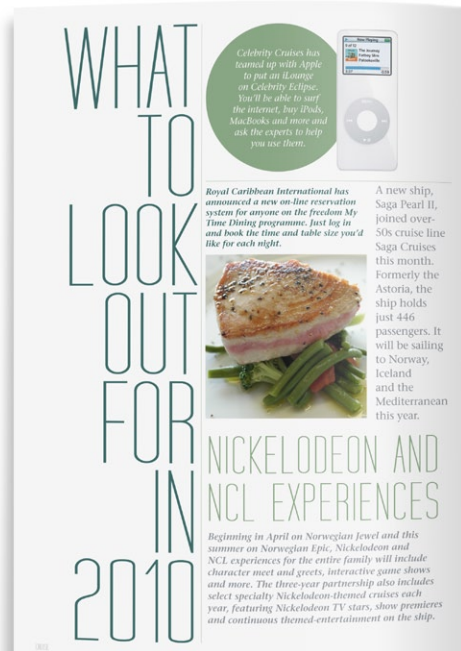 WHAT
TO
LOOK
OUT
FOR
IN
2010
Celebrity Cruises has
teamed up with Apple
to put an iLounge
on Celebrity Eclipse.
You'll be able to surf
the internet, buy iPods,
MacBooks and more and
ask the experts to help
you use them.
Now Playing
Royal Caribbean International has
announced a new on-line reservation
system for anyone on the freedom My
Time Dining programme. Just log in
and book the time and table size you'd
like for each night.
A new ship,
Saga Pearl II,
joined over-
50s cruise line
Saga Cruises
this month.
Formerly the
Astoria, the
ship holds
just 446
passengers. It
will be sailing
to Norway,
Iceland
and the
Mediterranean
this year.
NICKELODEON AND
NCL EXPERIENCES
Beginning in April on Norwegian Jewel and this
summer on Norwegian Epic, Nickelodeon and
NCL experiences for the entire family will include
character meet and greets, interactive game shows
and more. The three-year partnership also includes
select specialty Nickelodeon-themed cruises each
year, featuring Nickelodeon TV stars, show premieres
and continuous themed-entertainment on the ship.